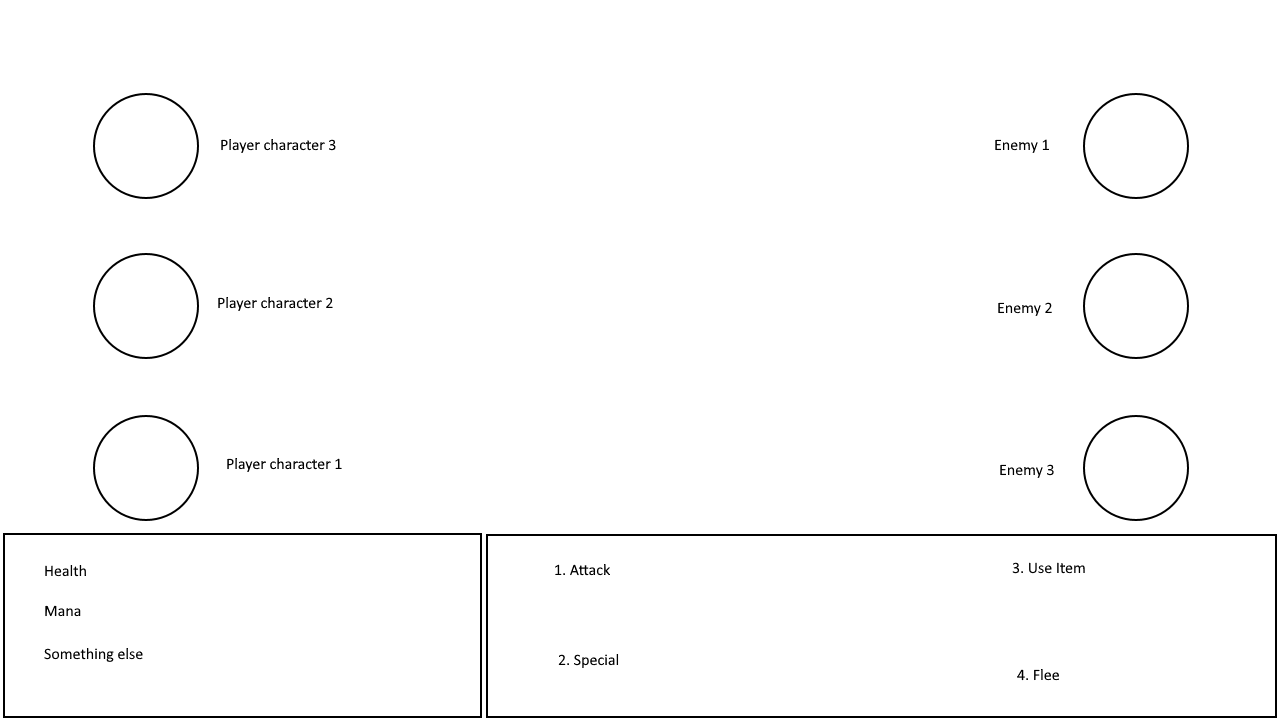 Player character 3
Enemy 1
Player character 2
Enemy 2
Player character 1
Enemy 3
Health
Mana
Something else
1. Attack
3. Use Item
2. Special
4. Flee